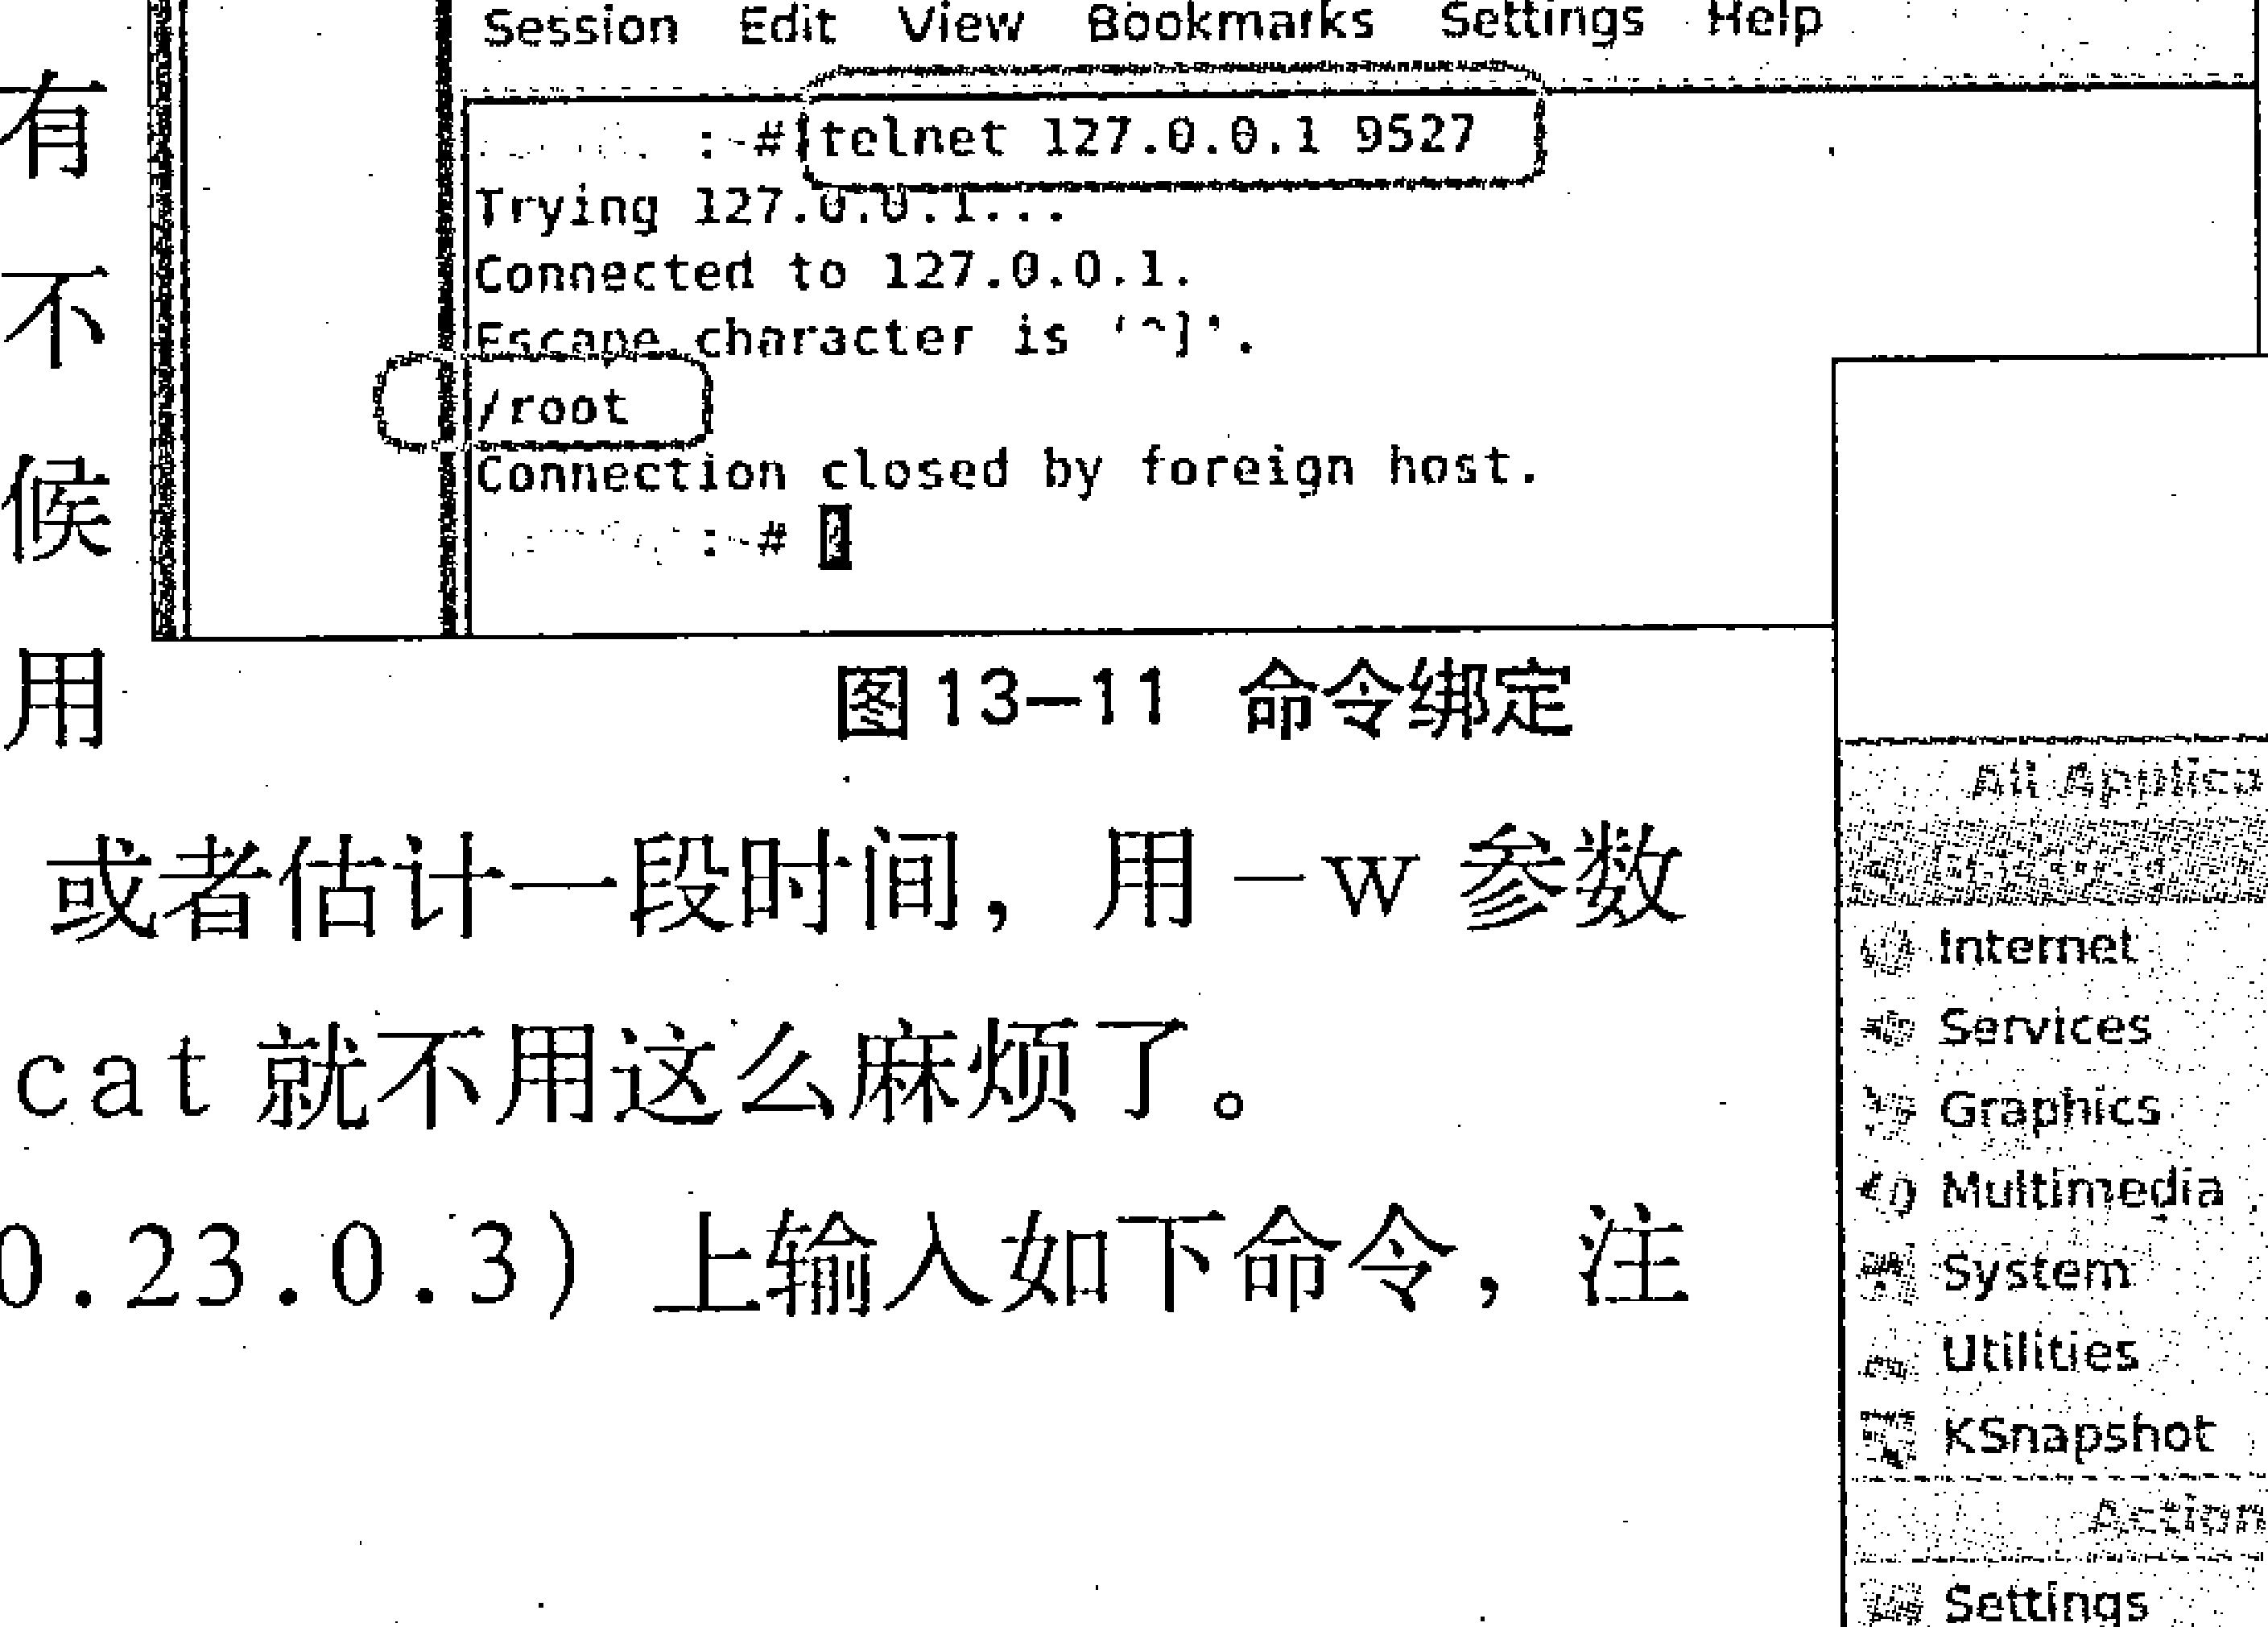 Session Edit View Bookmarks Settings Help
:~# telnet 127.0.0.1 9527
Trying 127.0.0.1...
Connected to 127.0.0.1.
Escape character is '^]'.
/root
Connection closed by foreign host.
:~#
有
不
候
用
图13-11 命令绑定
或者估计一段时间，用-w 参数
cat 就不用这么麻烦了。
0.23.0.3) 上输入如下命令，注
All Applica
Internet
Services
Graphics
Multimedia
System
Utilities
KSnapshot
Action
Settings